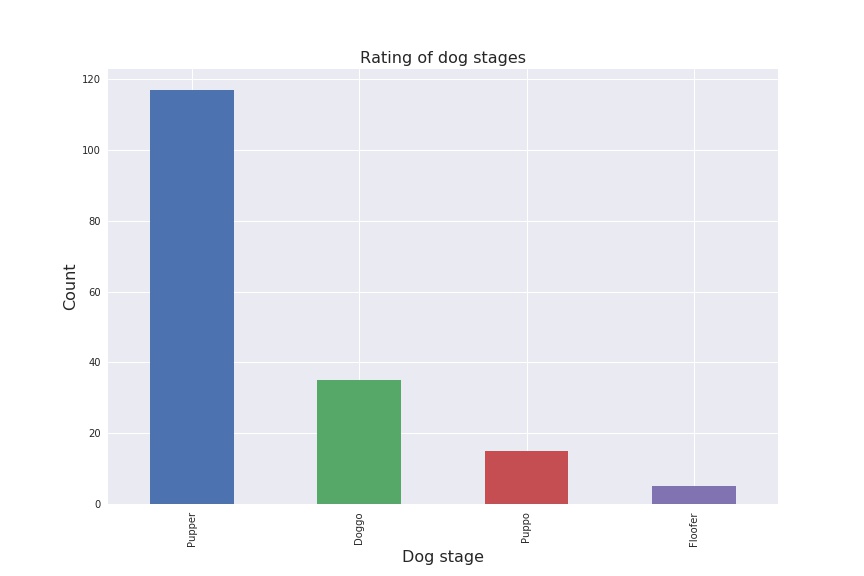 Rating of dog stages
120
100
80
60
40
20
0
Count
Pupper
Doggo
Puppo
Floofer
Dog stage